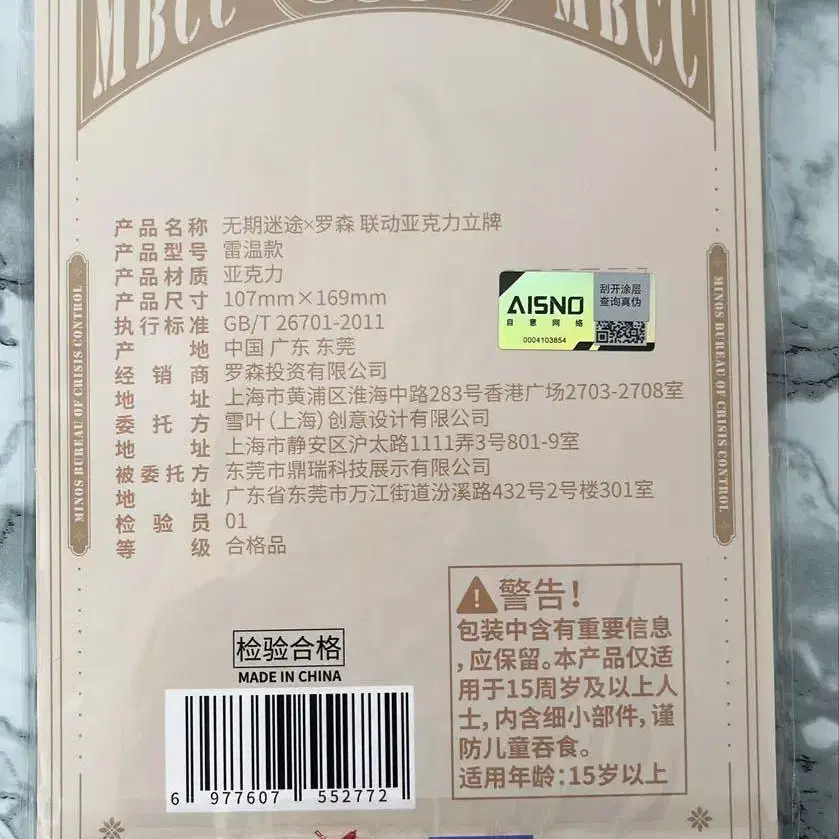 MBCC MBCC
产品名称 无期迷途×罗森 联动亚克力立牌
产品型号 雷温款
产品材质 亚克力
产品尺寸 107mm×169mm
执行标准 GB/T 26701-2011
产 地 中国 广东 东莞
经 销 商 罗森投资有限公司
地 址 上海市黄浦区淮海中路283号香港广场2703-2708室
委 托 方 雪叶(上海)创意设计有限公司
地 址 上海市静安区沪太路1111弄3号801-9室
被委托方 东莞市鼎瑞科技展示有限公司
地 址 广东省东莞市万江街道汾溪路432号2号楼301室
检 验 员 01
等 级 合格品
AISNO
自意网络
0004103854
刮开涂层
查询真伪
MINOS BUREAU OF CRISIS CONTROL
MINOS BUREAU OF CRISIS CONTROL
检验合格
MADE IN CHINA
6 977607 552772
警告!
包装中含有重要信息
,应保留。本产品仅适
用于15周岁及以上人
士,内含细小部件,谨
防儿童吞食。
适用年龄:15岁以上